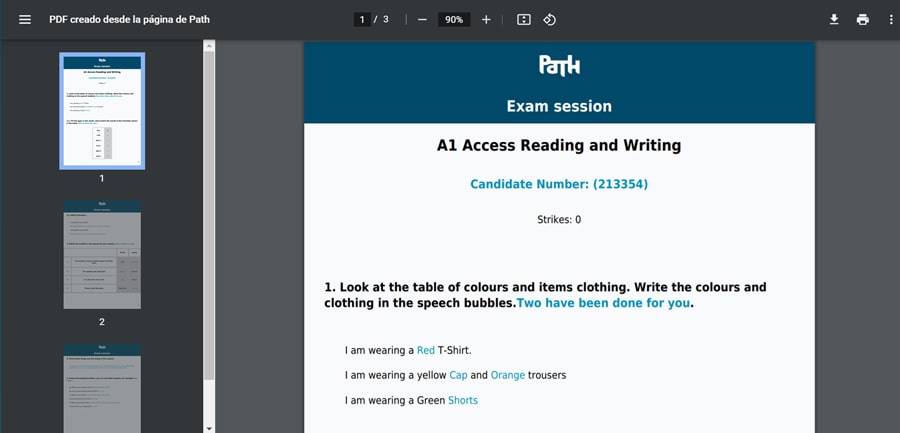 PDF creado desde la página de Path
1 / 3
90%
Path
Exam session
A1 Access Reading and Writing
Candidate Number: (213354)
Strikes: 0
1. Look at the table of colours and items clothing. Write the colours and
clothing in the speech bubbles.Two have been done for you.
I am wearing a Red T-Shirt.
I am wearing a yellow Cap and Orange trousers
I am wearing a Green Shorts
1
2